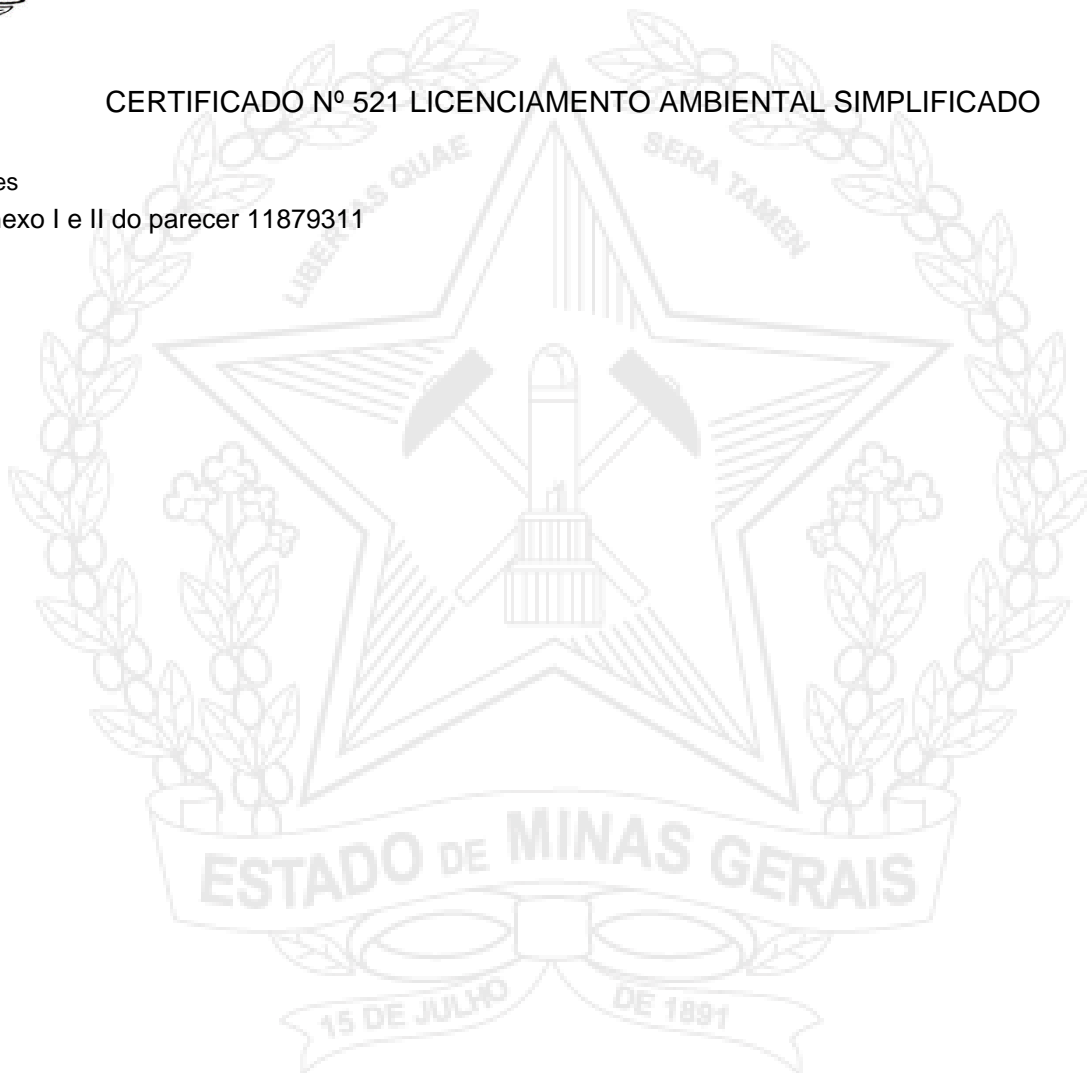 CERTIFICADO Nº 521 LICENCIAMENTO AMBIENTAL SIMPLIFICADO
LIBERTAS QUAE SERA TAMEN
es
nexo I e II do parecer 11879311
ESTADO DE MINAS GERAIS
15 DE JULHO DE 1891